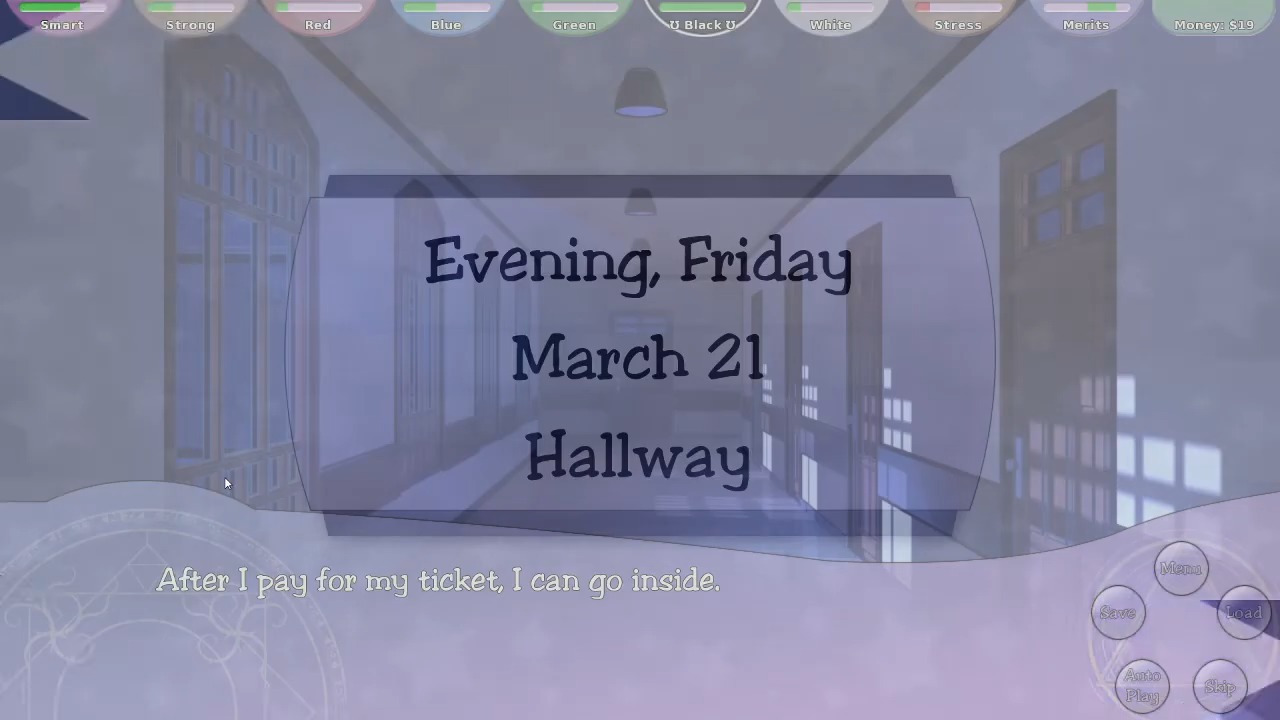 Smart Strong Red Blue Green ʊ Black ʊ White Stress Merits Money: $19
Evening, Friday
March 21
Hallway
After I pay for my ticket, I can go inside.
Menu
Save
Load
Auto
Play
Skip